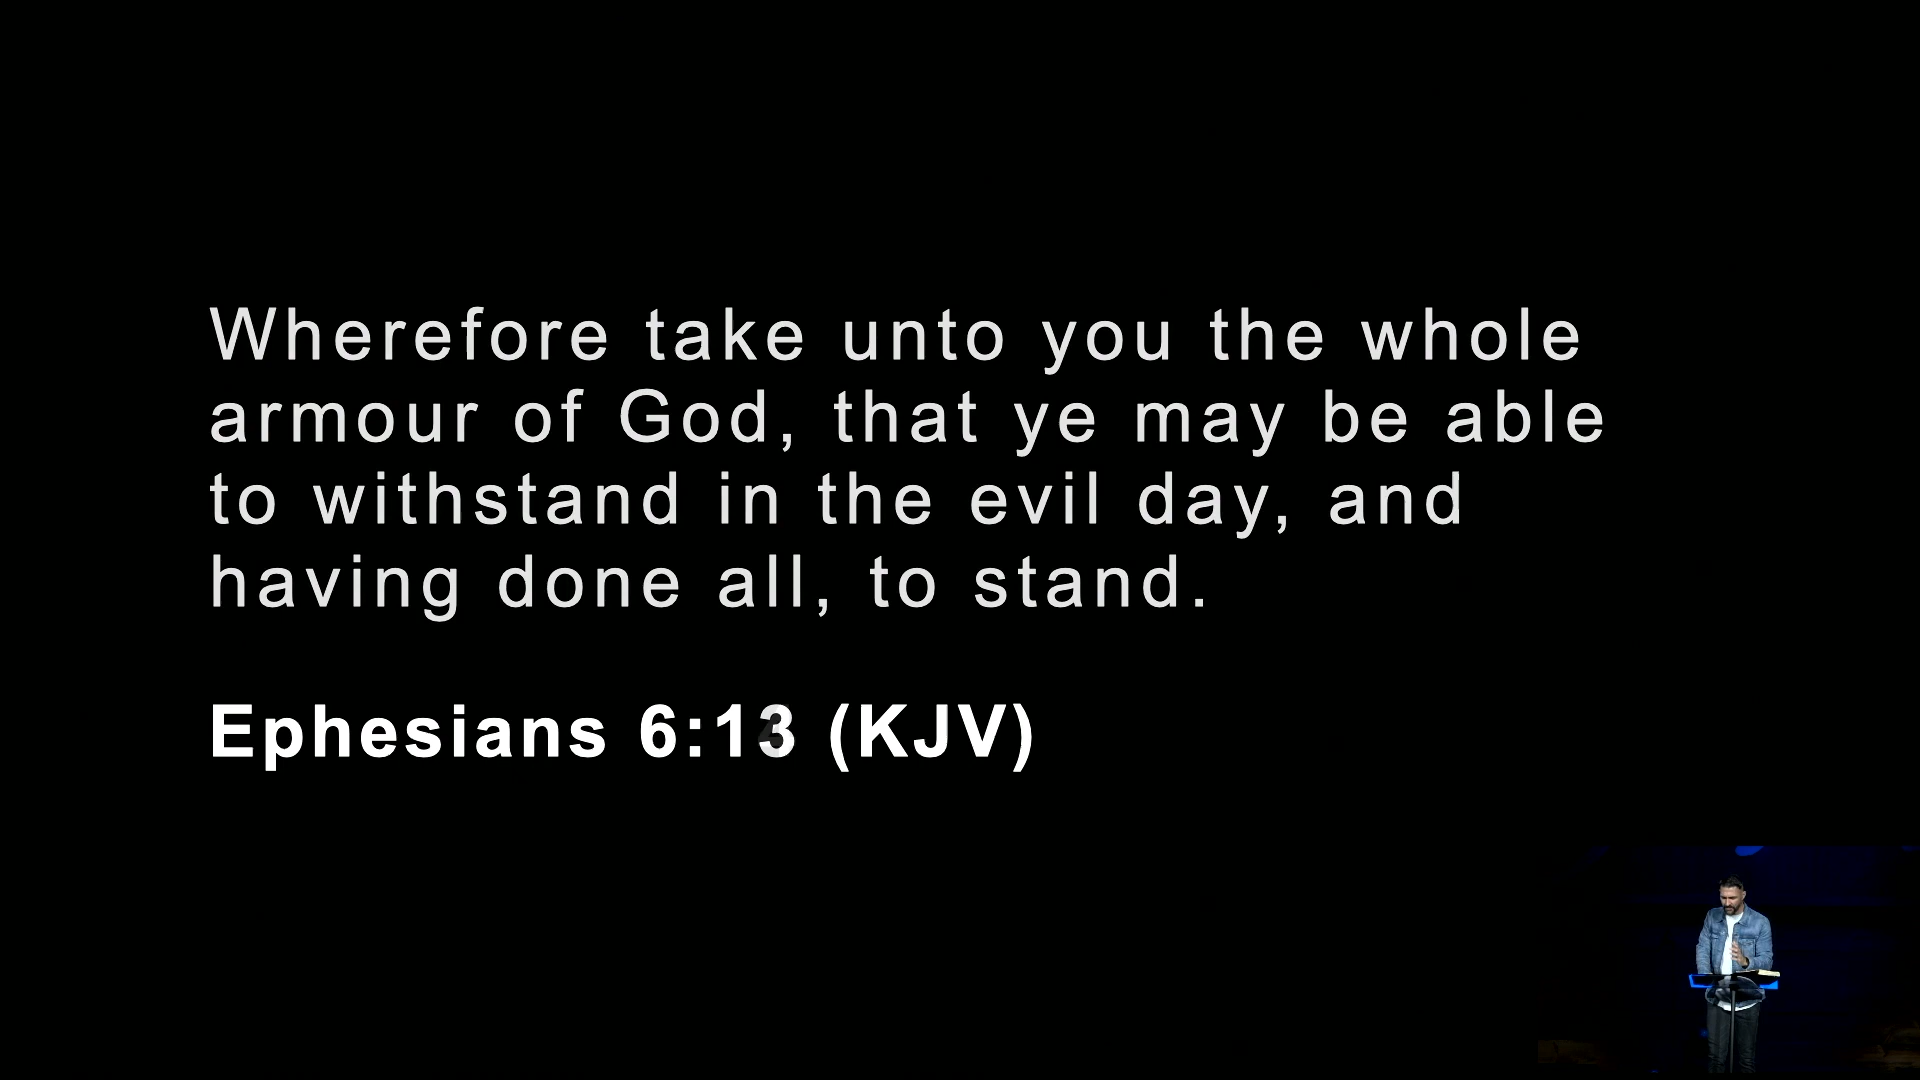 Wherefore take unto you the whole
armour of God, that ye may be able
to withstand in the evil day, and
having done all, to stand.
Ephesians 6:13 (KJV)